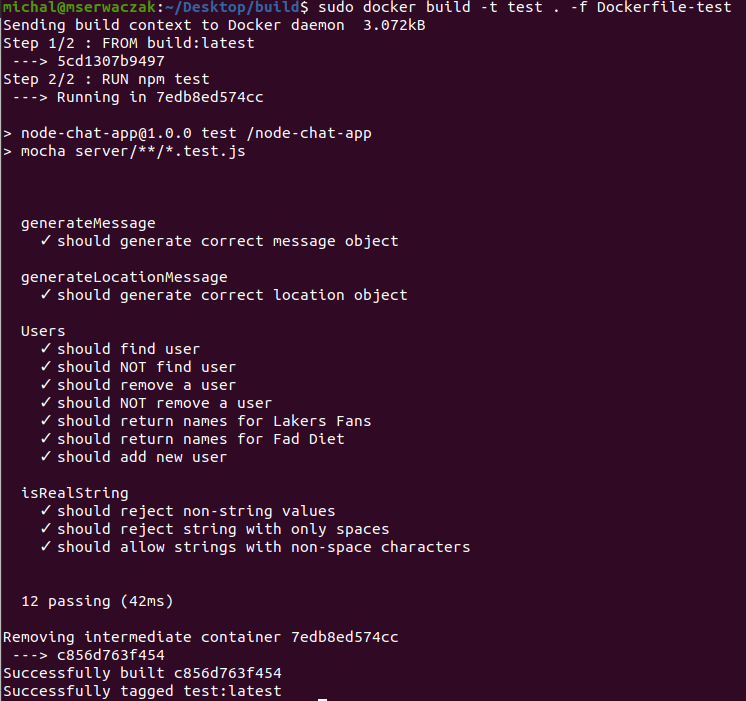 michal@mserwaczak:~/Desktop/build$ sudo docker build -t test . -f Dockerfile-test
Sending build context to Docker daemon  3.072kB
Step 1/2 : FROM build:latest
 ---> 5cd1307b9497
Step 2/2 : RUN npm test
 ---> Running in 7edb8ed574cc
> node-chat-app@1.0.0 test /node-chat-app
> mocha server/**/*.test.js
  generateMessage
    ✓ should generate correct message object
  generateLocationMessage
    ✓ should generate correct location object
  Users
    ✓ should find user
    ✓ should NOT find user
    ✓ should remove a user
    ✓ should NOT remove a user
    ✓ should return names for Lakers Fans
    ✓ should return names for Fad Diet
    ✓ should add new user
  isRealString
    ✓ should reject non-string values
    ✓ should reject string with only spaces
    ✓ should allow strings with non-space characters
  12 passing (42ms)
Removing intermediate container 7edb8ed574cc
 ---> c856d763f454
Successfully built c856d763f454
Successfully tagged test:latest